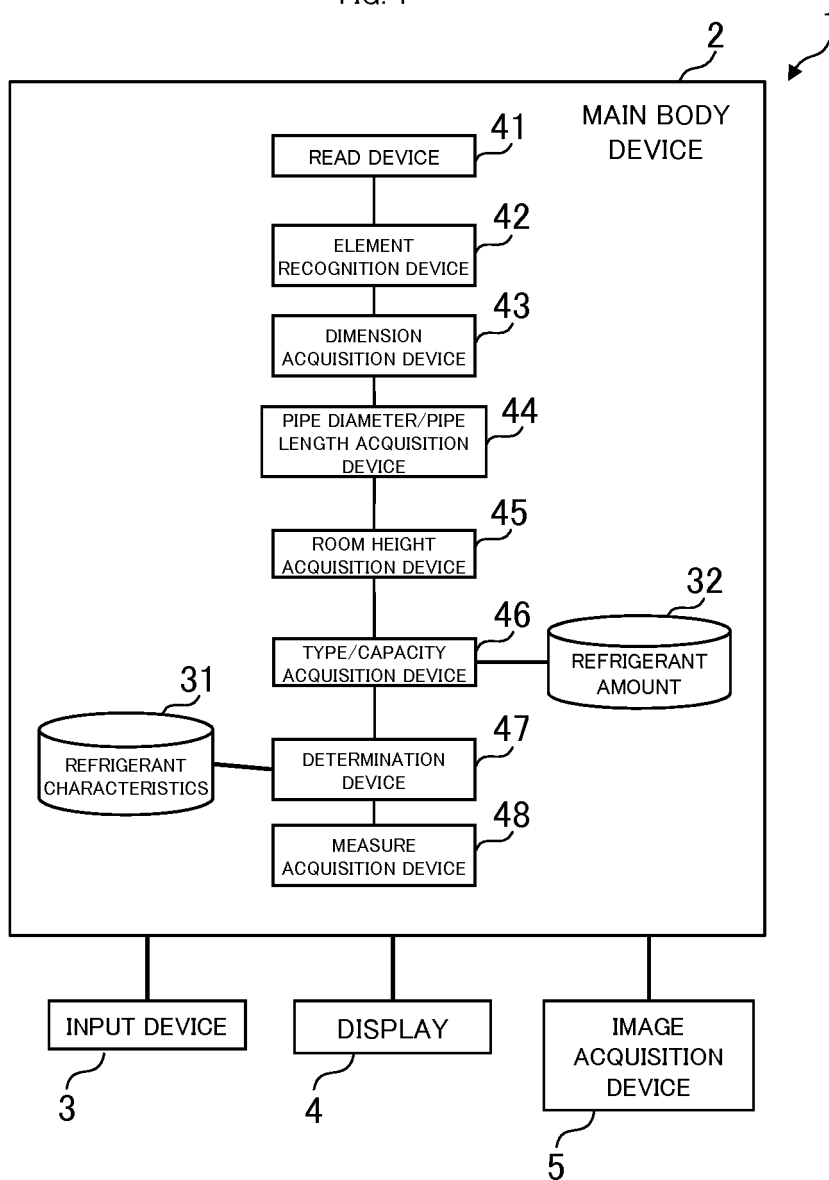 2
MAIN BODY
DEVICE
41
READ DEVICE
42
ELEMENT
RECOGNITION DEVICE
43
DIMENSION
ACQUISITION DEVICE
44
PIPE DIAMETER/PIPE
LENGTH ACQUISITION
DEVICE
45
ROOM HEIGHT
ACQUISITION DEVICE
46
TYPE/CAPACITY
ACQUISITION DEVICE
32
REFRIGERANT
AMOUNT
31
REFRIGERANT
CHARACTERISTICS
47
DETERMINATION
DEVICE
48
MEASURE
ACQUISITION DEVICE
INPUT DEVICE
3
DISPLAY
4
IMAGE
ACQUISITION
DEVICE
5